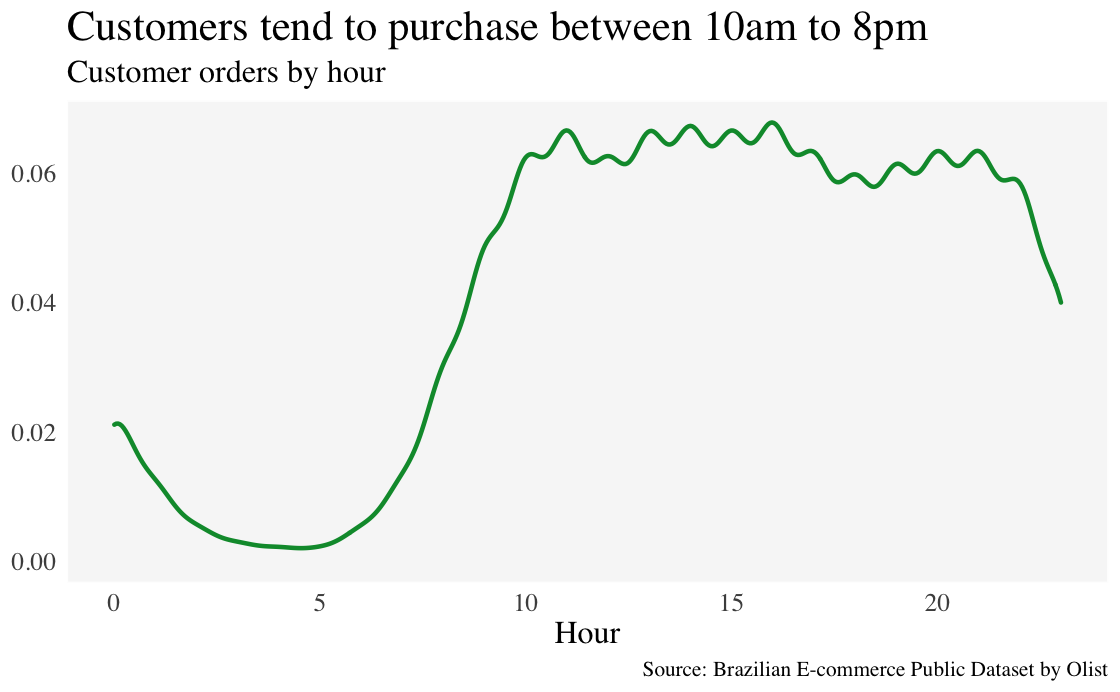 Customers tend to purchase between 10am to 8pm
Customer orders by hour
0.06
0.04
0.02
0.00
0 5 10 15 20
Hour
Source: Brazilian E-commerce Public Dataset by Olist